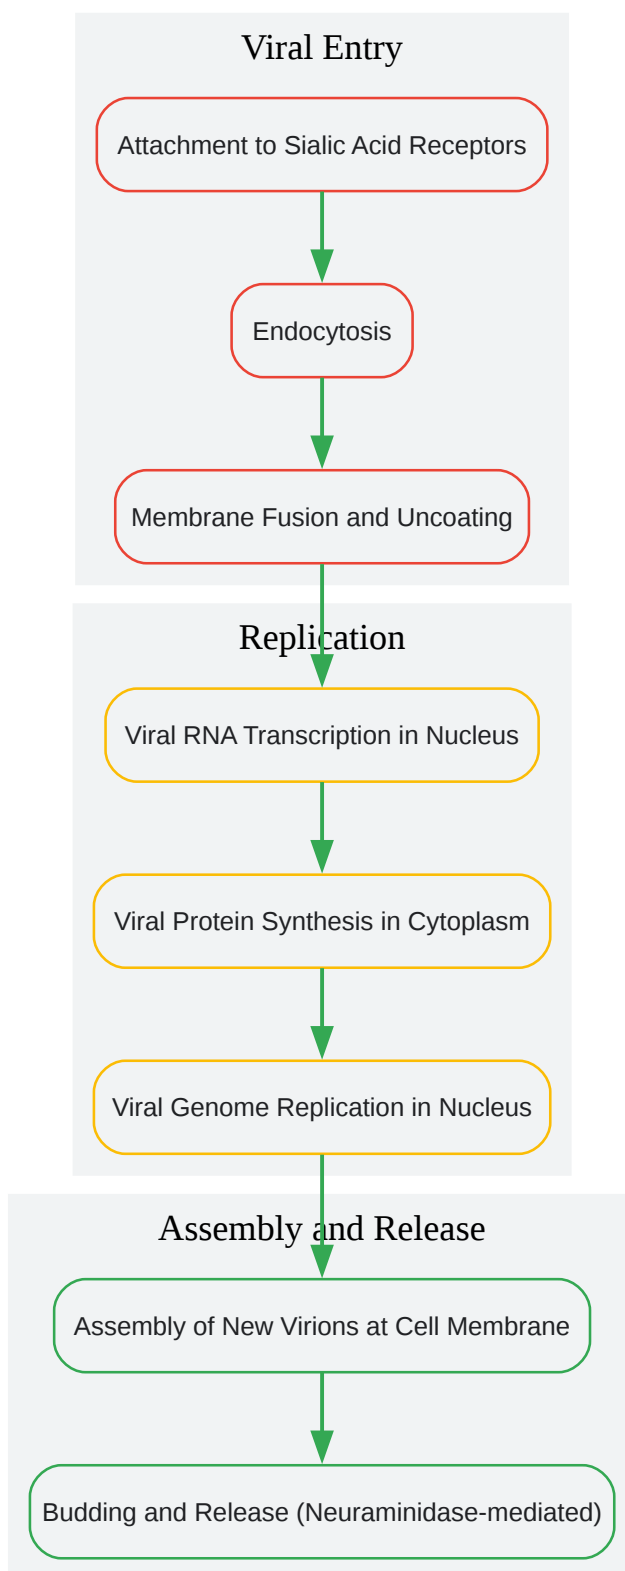 Viral Entry
Attachment to Sialic Acid Receptors
Endocytosis
Membrane Fusion and Uncoating
Replication
Viral RNA Transcription in Nucleus
Viral Protein Synthesis in Cytoplasm
Viral Genome Replication in Nucleus
Assembly and Release
Assembly of New Virions at Cell Membrane
Budding and Release (Neuraminidase-mediated)